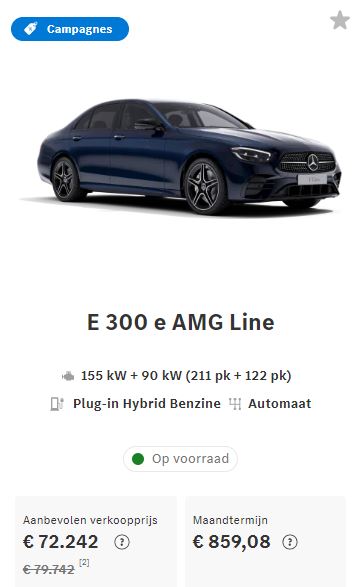 Campagnes
E 300 e AMG Line
155 kW + 90 kW (211 pk + 122 pk)
Plug-in Hybrid Benzine Automaat
Op voorraad
Aanbevolen verkoopprijs
€ 72.242 ?
€ 79.742 [2]
Maandtermijn
€ 859,08 ?